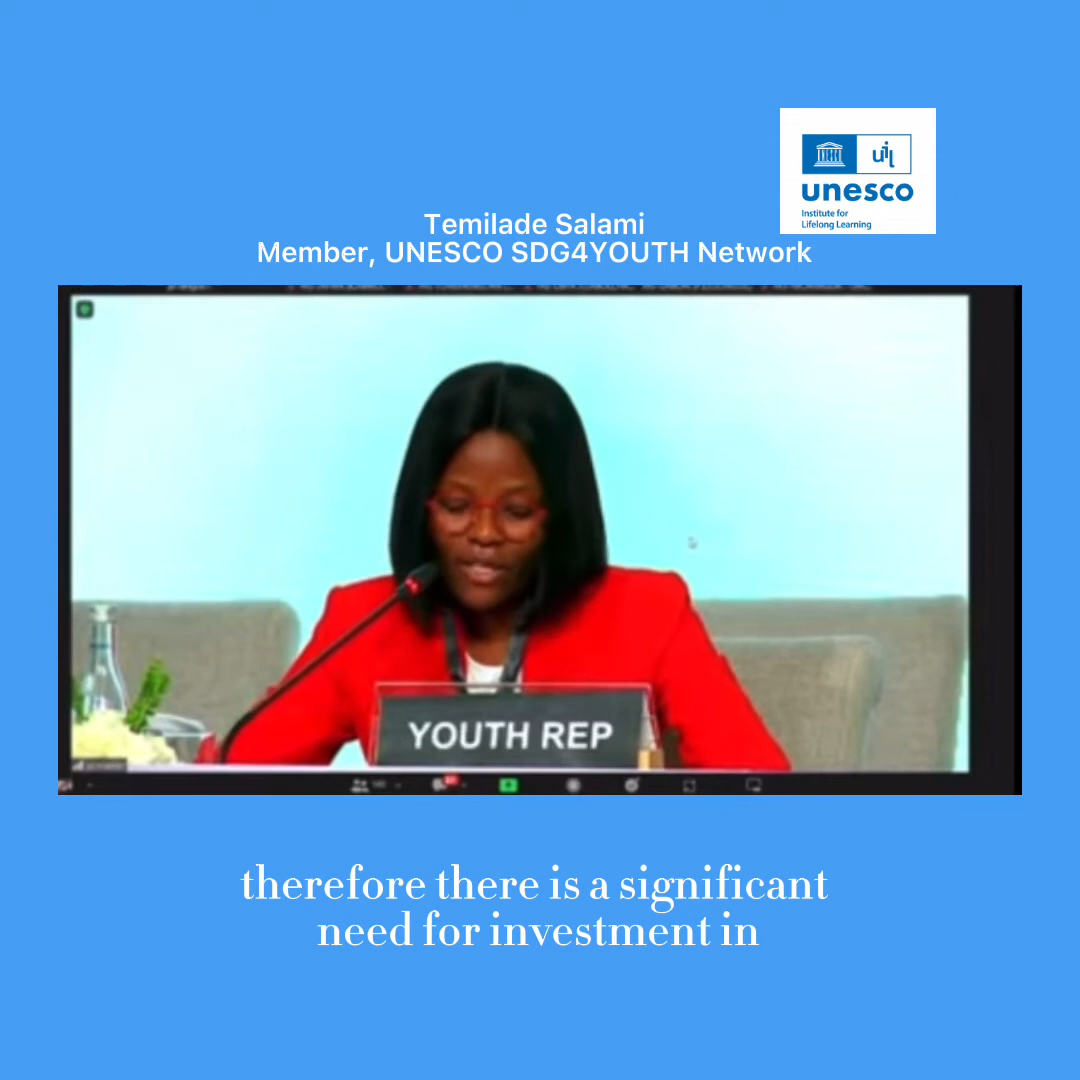 uil
unesco
Institute for
Lifelong Learning
Temilade Salami
Member, UNESCO SDG4YOUTH Network
YOUTH REP
therefore there is a significant
need for investment in